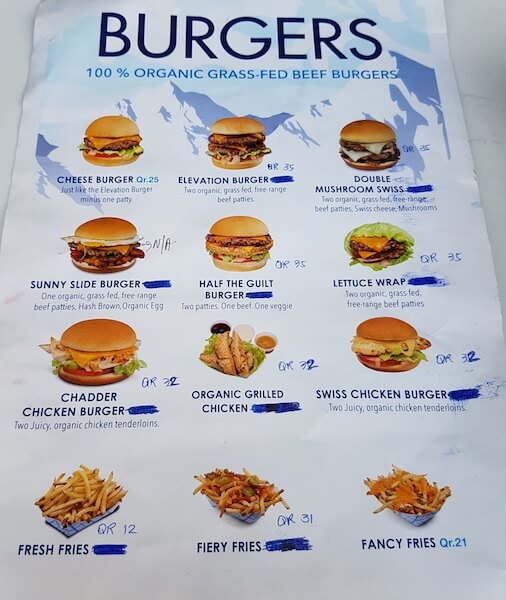 BURGERS
100 % ORGANIC GRASS-FED BEEF BURGERS
CHEESE BURGER Qr.25
Just like the Elevation Burger
minus one patty.
QR 35
ELEVATION BURGER
Two organic, grass-fed, free-range
beef patties.
QR 35
DOUBLE
MUSHROOM SWISS
Two organic, grass-fed, free-range,
beef patties, Swiss cheese, Mushrooms
N/A
SUNNY SLIDE BURGER
One organic, grass-fed, free-range
beef patties, Hash Brown, Organic Egg
QR 35
HALF THE GUILT
BURGER
Two patties. One beef. One veggie.
QR 35
LETTUCE WRAP
Two organic, grass-fed,
free-range beef patties
QR 32
CHADDER
CHICKEN BURGER
Two Juicy, organic chicken tenderloins.
QR 32
ORGANIC GRILLED
CHICKEN
QR 32
SWISS CHICKEN BURGER
Two Juicy, organic chicken tenderloins.
QR 12
FRESH FRIES
QR 31
FIERY FRIES
FANCY FRIES Qr.21